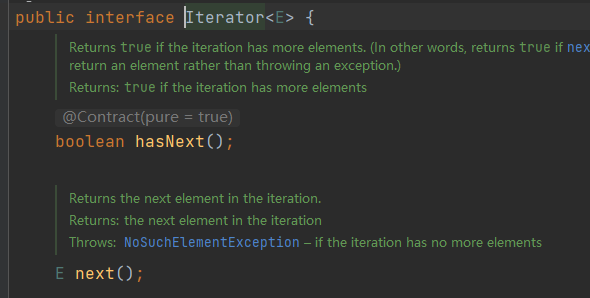 public interface Iterator<E> {
Returns true if the iteration has more elements. (In other words, returns true if nex
return an element rather than throwing an exception.)
Returns: true if the iteration has more elements
@Contract(pure = true)
boolean hasNext();
Returns the next element in the iteration.
Returns: the next element in the iteration
Throws: NoSuchElementException – if the iteration has no more elements
E next();